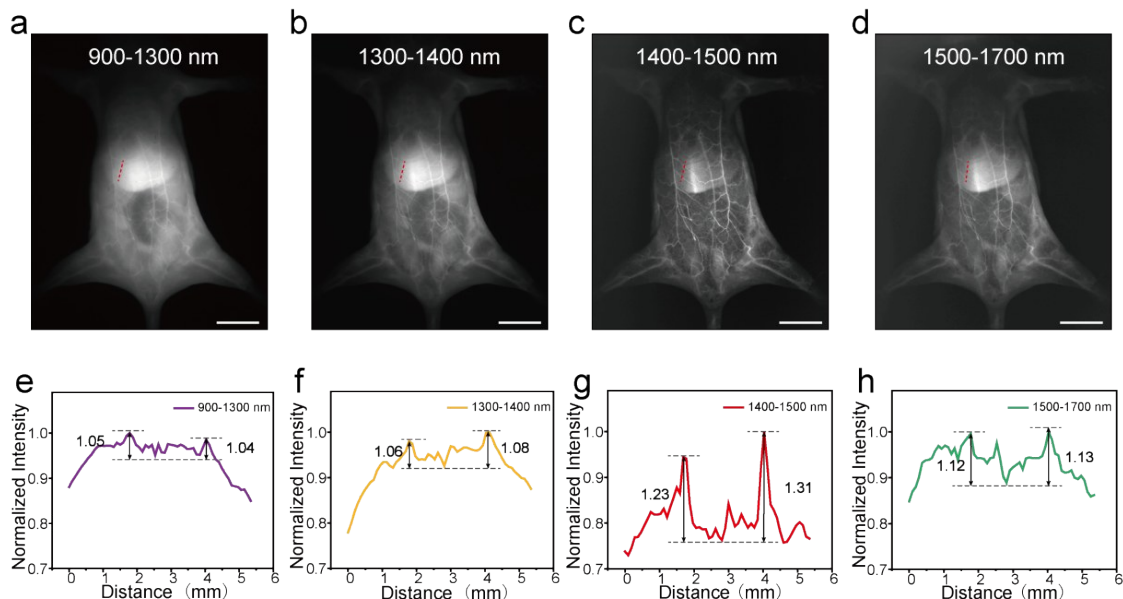 a
b
c
d
900-1300 nm
1300-1400 nm
1400-1500 nm
1500-1700 nm
e
Normalized Intensity
1.0
0.9
0.8
0.7
900-1300 nm
1.05
1.04
0 1 2 3 4 5 6
Distance (mm)
f
Normalized Intensity
1.0
0.9
0.8
0.7
1300-1400 nm
1.06
1.08
0 1 2 3 4 5 6
Distance (mm)
g
Normalized Intensity
1.0
0.9
0.8
0.7
1400-1500 nm
1.23
1.31
0 1 2 3 4 5 6
Distance (mm)
h
Normalized Intensity
1.0
0.9
0.8
0.7
1500-1700 nm
1.12
1.13
0 1 2 3 4 5 6
Distance (mm)